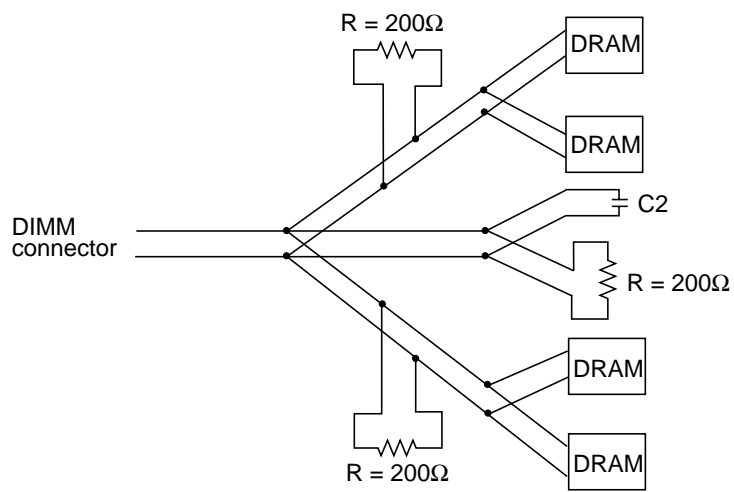 R = 200Ω
DRAM
DRAM
C2
DIMM
connector
R = 200Ω
DRAM
R = 200Ω
DRAM